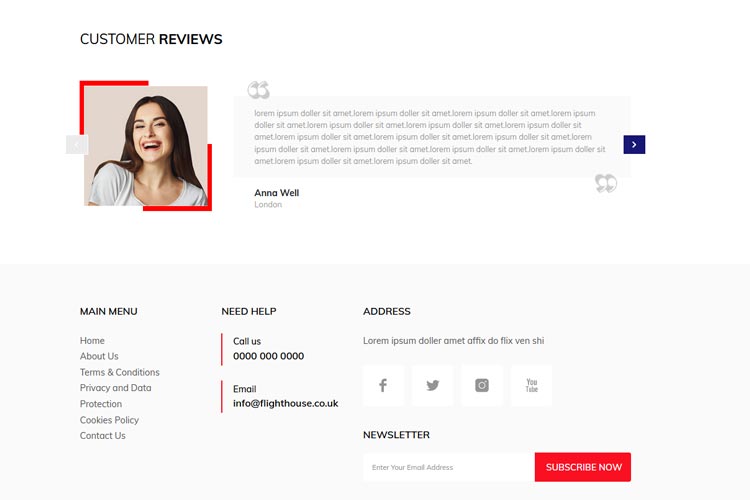 CUSTOMER REVIEWS
lorem ipsum doller sit amet.lorem ipsum doller sit amet.lorem ipsum doller sit amet.lorem ipsum
doller sit amet.lorem ipsum doller sit amet.lorem ipsum doller sit amet.lorem ipsum doller sit
amet.lorem ipsum doller sit amet.lorem ipsum doller sit amet.lorem ipsum doller sit amet.lorem
ipsum doller sit amet.lorem ipsum doller sit amet.lorem ipsum doller sit amet.lorem ipsum doller sit
amet.lorem ipsum doller sit amet.lorem ipsum doller sit amet.
Anna Well
London
MAIN MENU
Home
About Us
Terms & Conditions
Privacy and Data
Protection
Cookies Policy
Contact Us
NEED HELP
Call us
0000 000 0000
Email
info@flighthouse.co.uk
ADDRESS
Lorem ipsum doller amet affix do flix ven shi
You
Tube
NEWSLETTER
Enter Your Email Address
SUBSCRIBE NOW